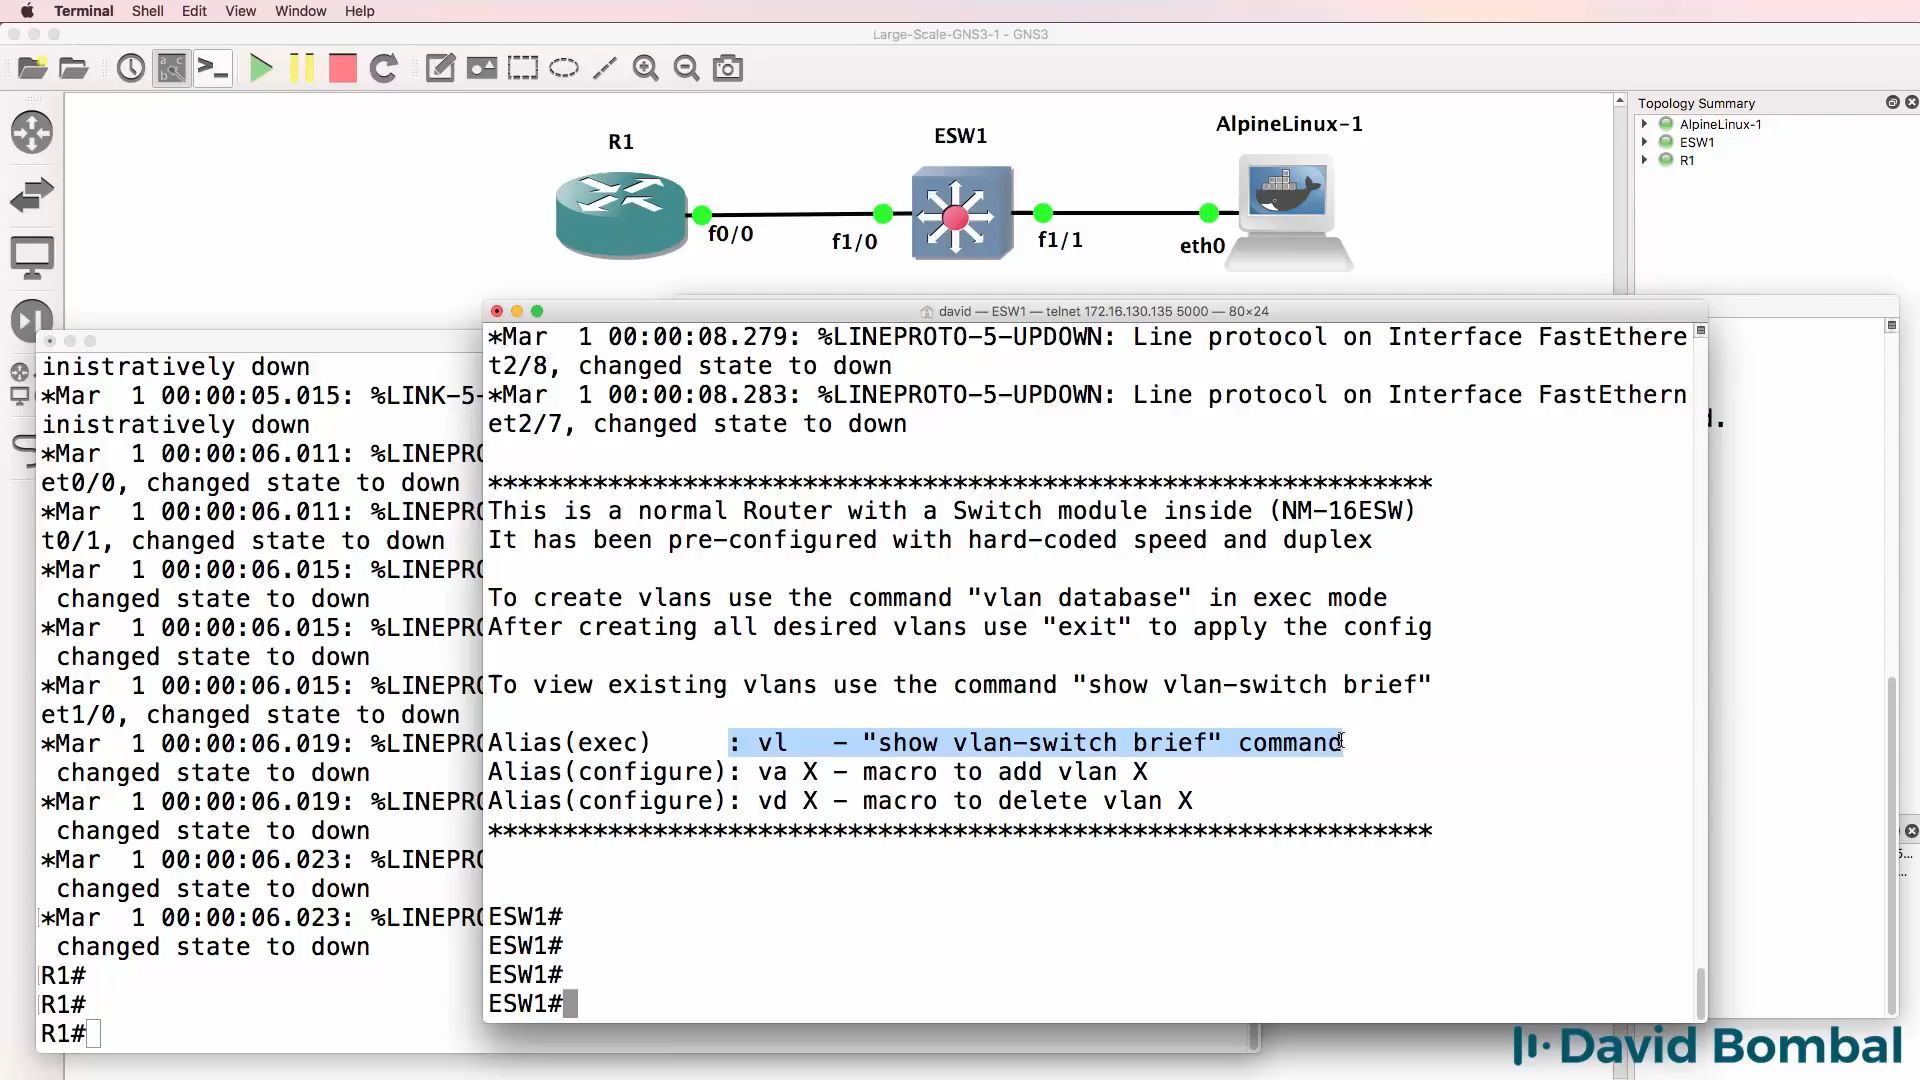 Terminal Shell Edit View Window Help
Large-Scale-GNS3-1 - GNS3
Topology Summary
AlpineLinux-1
ESW1
R1
R1
ESW1
AlpineLinux-1
f0/0
f1/0
f1/1
eth0
david — ESW1 — telnet 172.16.130.135 5000 — 80×24
*Mar  1 00:00:08.279: %LINEPROTO-5-UPDOWN: Line protocol on Interface FastEthere
t2/8, changed state to down
*Mar  1 00:00:08.283: %LINEPROTO-5-UPDOWN: Line protocol on Interface FastEthern
et2/7, changed state to down
***************************************************************
This is a normal Router with a Switch module inside (NM-16ESW)
It has been pre-configured with hard-coded speed and duplex
To create vlans use the command "vlan database" in exec mode
After creating all desired vlans use "exit" to apply the config
To view existing vlans use the command "show vlan-switch brief"
Alias(exec)     : vl   - "show vlan-switch brief" command
Alias(configure): va X - macro to add vlan X
Alias(configure): vd X - macro to delete vlan X
***************************************************************
ESW1#
ESW1#
ESW1#
ESW1#
inistratively down
*Mar  1 00:00:05.015: %LINK-5-
inistratively down
*Mar  1 00:00:06.011: %LINEPRO
et0/0, changed state to down
*Mar  1 00:00:06.011: %LINEPRO
t0/1, changed state to down
*Mar  1 00:00:06.015: %LINEPRO
changed state to down
*Mar  1 00:00:06.015: %LINEPRO
changed state to down
*Mar  1 00:00:06.015: %LINEPRO
et1/0, changed state to down
*Mar  1 00:00:06.019: %LINEPRO
changed state to down
*Mar  1 00:00:06.019: %LINEPRO
changed state to down
*Mar  1 00:00:06.023: %LINEPRO
changed state to down
*Mar  1 00:00:06.023: %LINEPRO
changed state to down
R1#
R1#
R1#
David Bombal